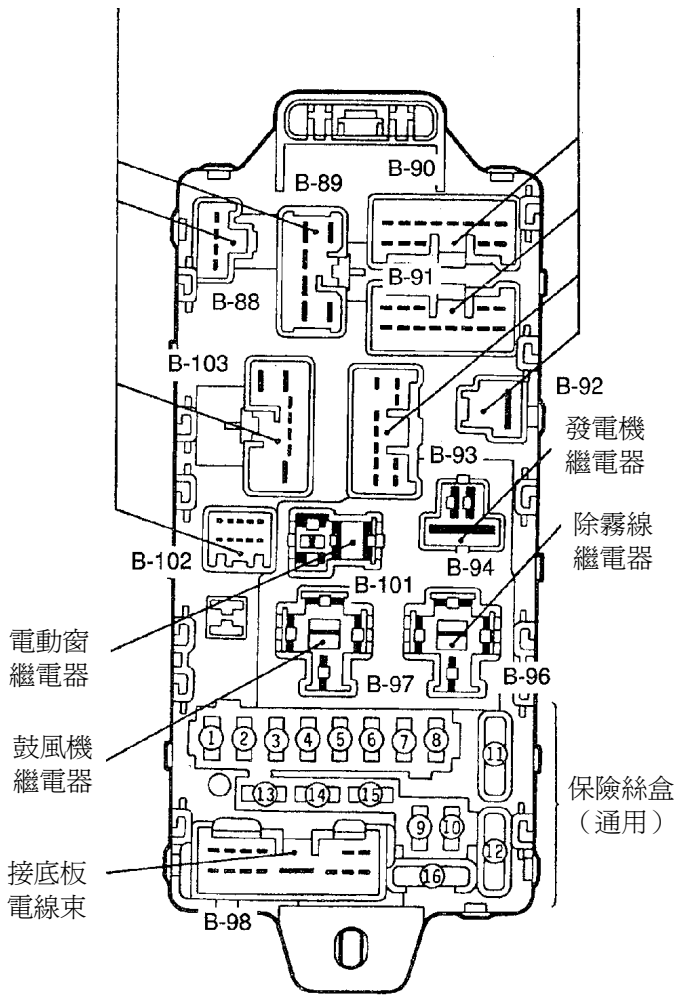 B-90
B-89
B-91
B-88
B-103
B-92
發電機
繼電器
B-93
除霧線
繼電器
B-102
B-94
B-101
電動窗
繼電器
B-97
B-96
鼓風機
繼電器
① ② ③ ④ ⑤ ⑥ ⑦ ⑧
⑪
⑬ ⑭ ⑮
保險絲盒
（通用）
⑨ ⑩
⑫
⑯
接底板
電線束
B-98